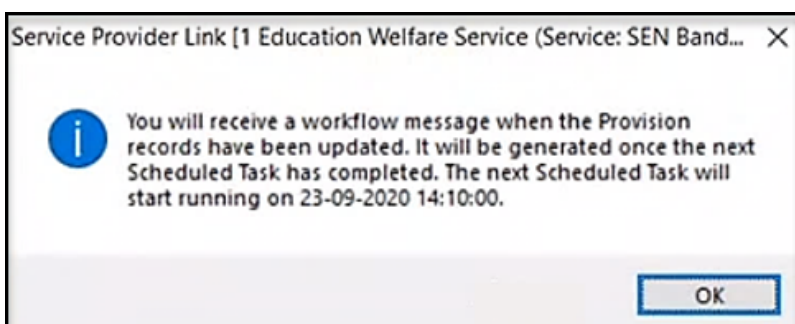 Service Provider Link [1 Education Welfare Service (Service: SEN Band...
You will receive a workflow message when the Provision
records have been updated. It will be generated once the next
Scheduled Task has completed. The next Scheduled Task will
start running on 23-09-2020 14:10:00.
OK